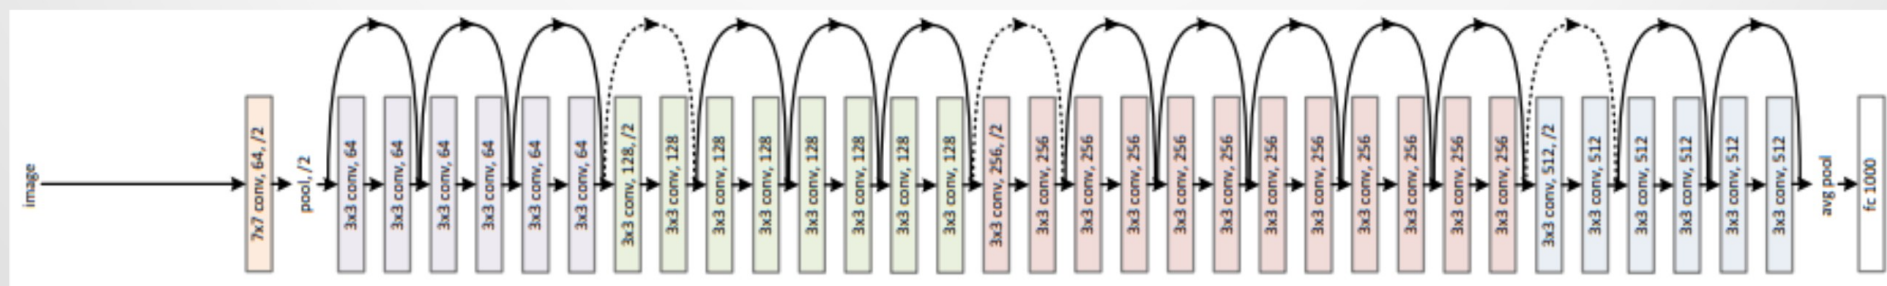 image
7x7 conv, 64, /2
pool, /2
3x3 conv, 64
3x3 conv, 64
3x3 conv, 64
3x3 conv, 64
3x3 conv, 64
3x3 conv, 64
3x3 conv, 128, /2
3x3 conv, 128
3x3 conv, 128
3x3 conv, 128
3x3 conv, 128
3x3 conv, 128
3x3 conv, 128
3x3 conv, 128
3x3 conv, 256, /2
3x3 conv, 256
3x3 conv, 256
3x3 conv, 256
3x3 conv, 256
3x3 conv, 256
3x3 conv, 256
3x3 conv, 256
3x3 conv, 256
3x3 conv, 256
3x3 conv, 256
3x3 conv, 256
3x3 conv, 512, /2
3x3 conv, 512
3x3 conv, 512
3x3 conv, 512
3x3 conv, 512
3x3 conv, 512
avg pool
fc 1000